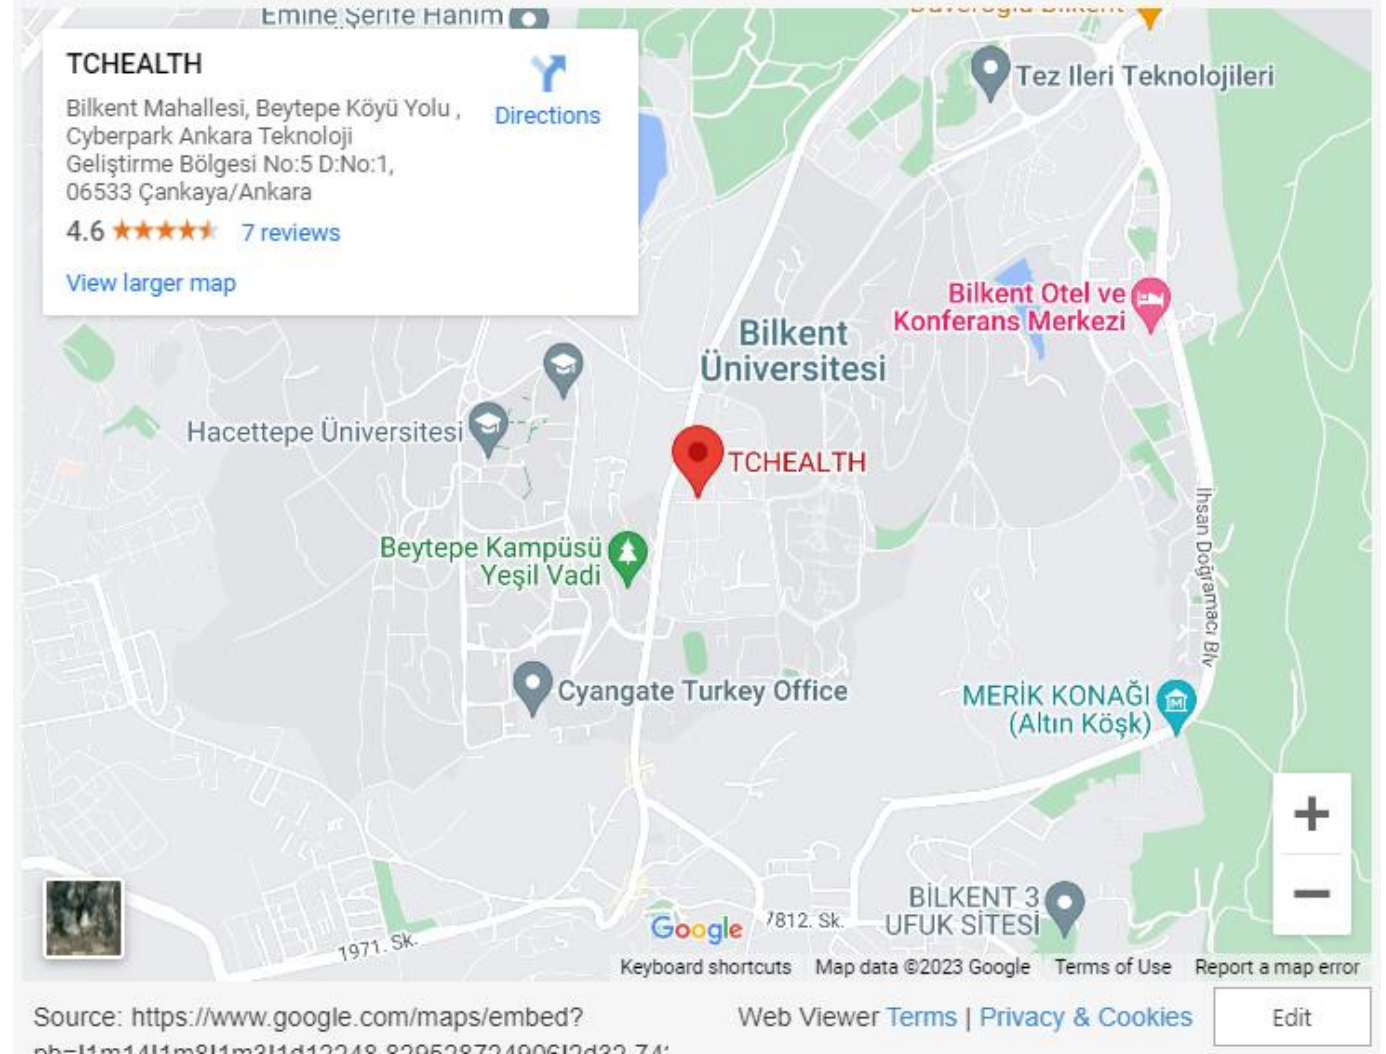 Emine Şerife Hanım
TCHEALTH
Bilkent Mahallesi, Beytepe Köyü Yolu ,
Cyberpark Ankara Teknoloji
Geliştirme Bölgesi No:5 D:No:1,
06533 Çankaya/Ankara
4.6 7 reviews
View larger map
Directions
Tez Ileri Teknolojileri
Bilkent Otel ve
Konferans Merkezi
Bilkent
Üniversitesi
Hacettepe Üniversitesi
TCHEALTH
Beytepe Kampüsü
Yeşil Vadi
İhsan Doğramacı Blv
Cyangate Turkey Office
MERİK KONAĞI
(Altın Köşk)
BİLKENT 3
UFUK SİTESİ
Google
7812. Sk.
1971. Sk.
Keyboard shortcuts Map data ©2023 Google Terms of Use Report a map error
Source: https://www.google.com/maps/embed?
Web Viewer Terms | Privacy & Cookies
Edit